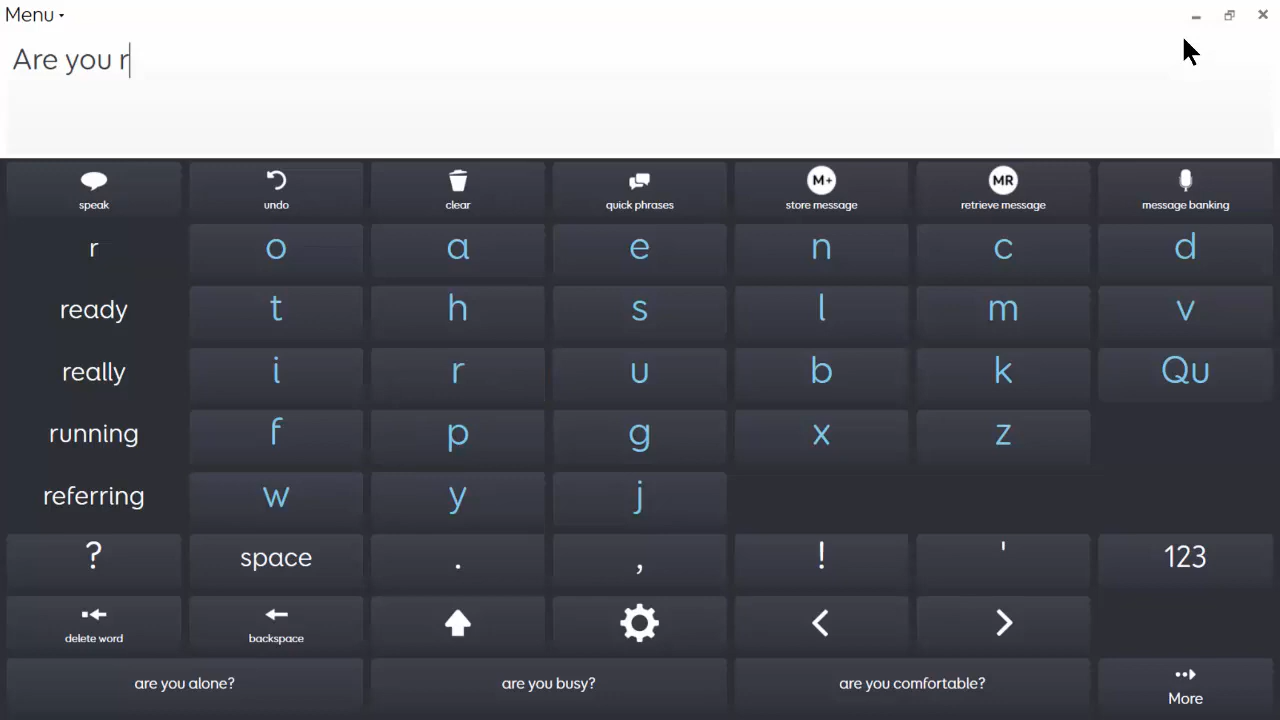 Menu
Are you r
speak undo clear quick phrases M+ store message MR retrieve message message banking
r o a e n c d
ready t h s l m v
really i r u b k Qu
running f p g x z
referring w y j
? space . , ! ' 123
delete word backspace < >
are you alone? are you busy? are you comfortable? More